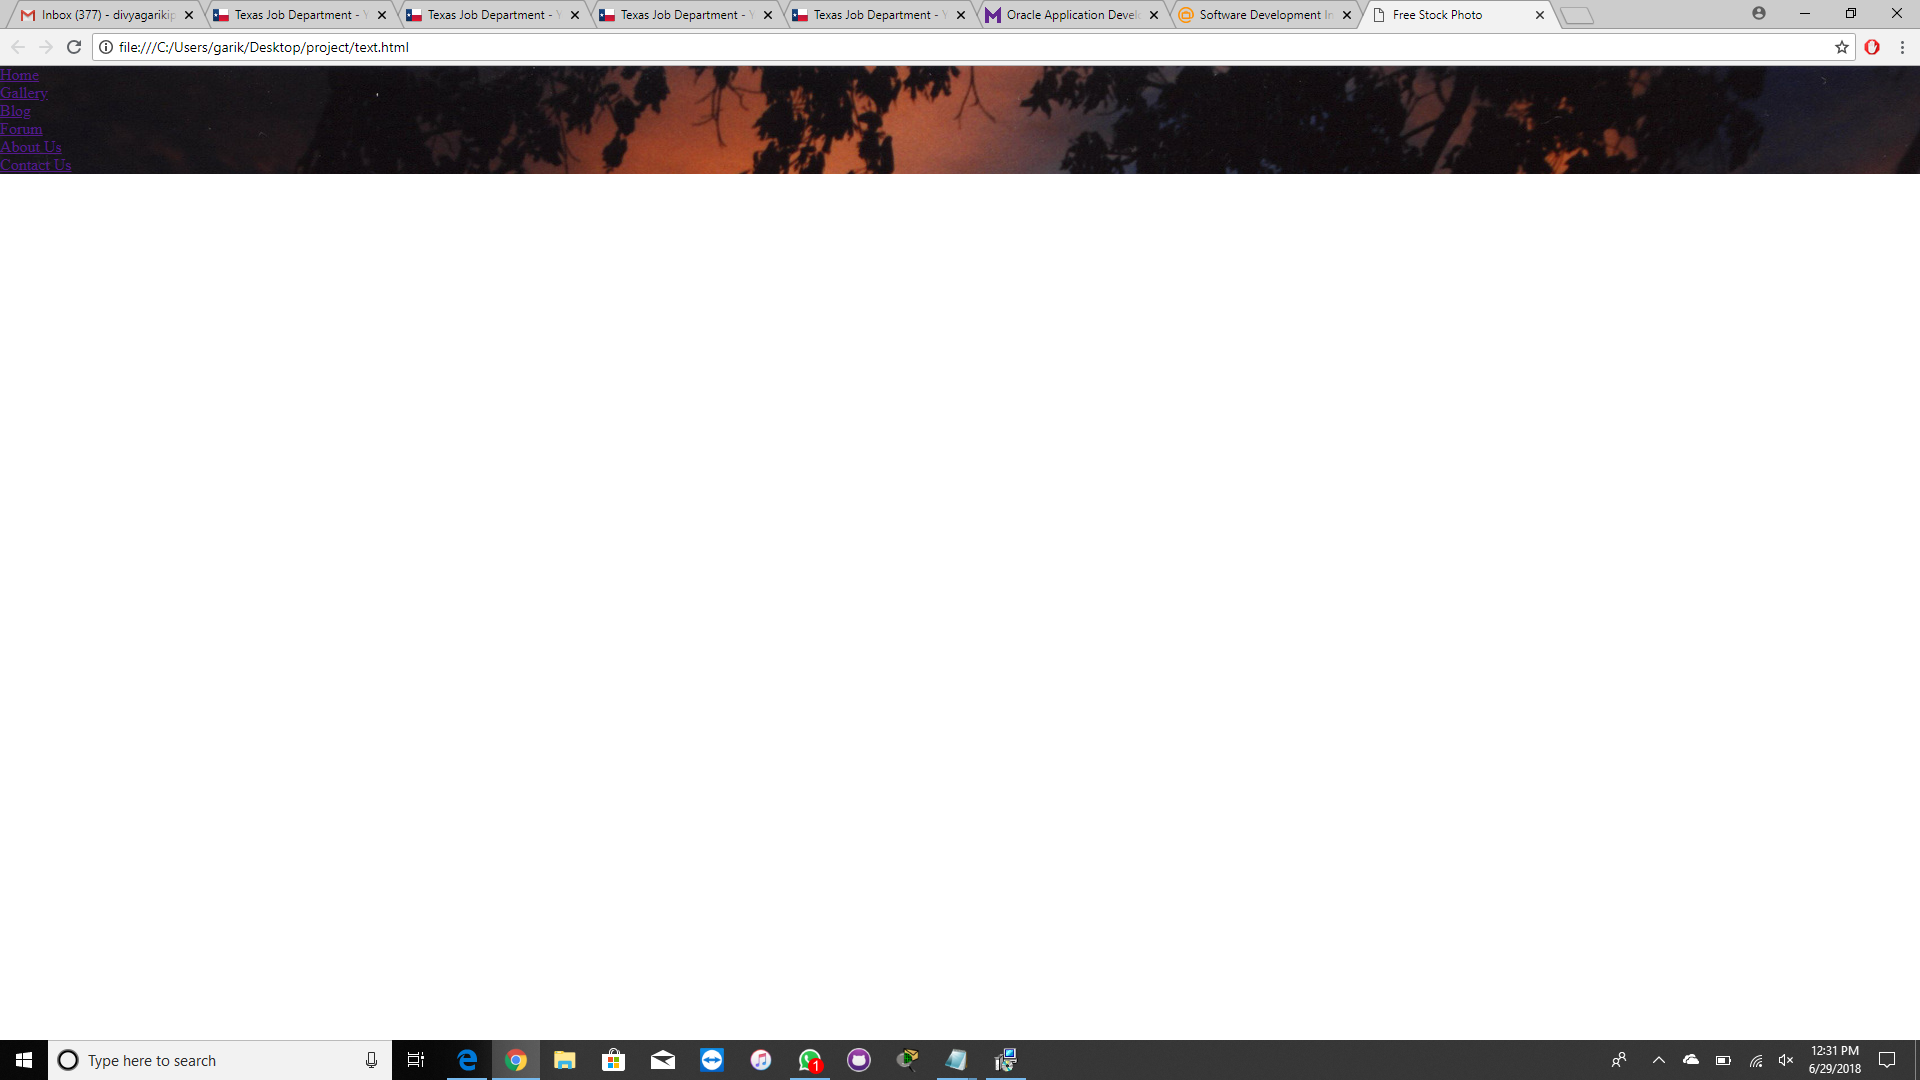 Inbox (377) - divyagarikip
Texas Job Department - Y
Texas Job Department - Y
Texas Job Department - Y
Texas Job Department - Y
Oracle Application Devel
Software Development In
Free Stock Photo
file:///C:/Users/garik/Desktop/project/text.html
Home
Gallery
Blog
Forum
About Us
Contact Us
Type here to search
1
12:31 PM
6/29/2018